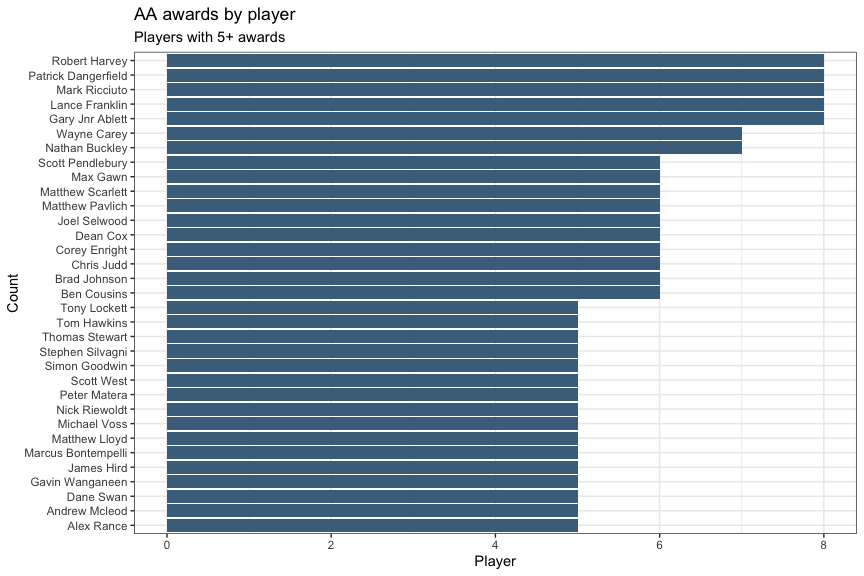 AA awards by player
Players with 5+ awards
Robert Harvey
Patrick Dangerfield
Mark Ricciuto
Lance Franklin
Gary Jnr Ablett
Wayne Carey
Nathan Buckley
Scott Pendlebury
Max Gawn
Matthew Scarlett
Matthew Pavlich
Joel Selwood
Dean Cox
Corey Enright
Chris Judd
Brad Johnson
Ben Cousins
Tony Lockett
Tom Hawkins
Thomas Stewart
Stephen Silvagni
Simon Goodwin
Scott West
Peter Matera
Nick Riewoldt
Michael Voss
Matthew Lloyd
Marcus Bontempelli
James Hird
Gavin Wanganeen
Dane Swan
Andrew Mcleod
Alex Rance
Count
0 2 4 6 8
Player